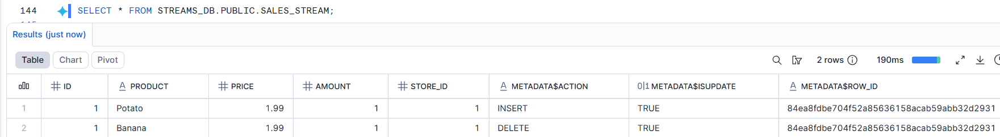 144 SELECT * FROM STREAMS_DB.PUBLIC.SALES_STREAM;
Results (just now)
Table Chart Pivot 2 rows 190ms
ID A PRODUCT # PRICE # AMOUNT # STORE_ID A METADATA$ACTION 0|1 METADATA$ISUPDATE A METADATA$ROW_ID
1 1 Potato 1.99 1 1 INSERT TRUE 84ea8fdbe704f52a85636158acab59abb32d2931
2 1 Banana 1.99 1 1 DELETE TRUE 84ea8fdbe704f52a85636158acab59abb32d2931